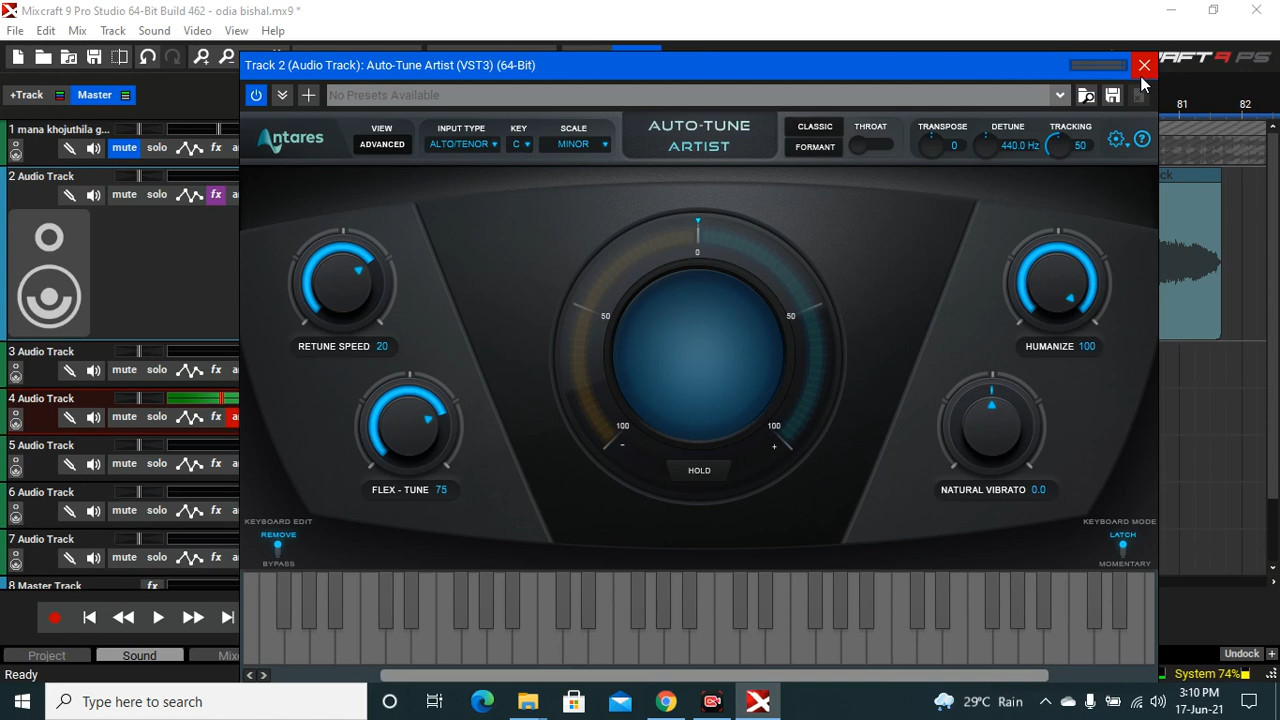 Mixcraft 9 Pro Studio 64-Bit Build 462 - odia bishal.mx9 *
File Edit Mix Track Sound Video View Help
Track 2 (Audio Track): Auto-Tune Artist (VST3) (64-Bit)
+Track Master
No Presets Available
81 82
Antares
VIEW
ADVANCED
INPUT TYPE
ALTO/TENOR
KEY
C
SCALE
MINOR
AUTO-TUNE
ARTIST
CLASSIC
FORMANT
THROAT
TRANSPOSE
0
DETUNE
440.0 Hz
TRACKING
50
1 mana khojuthila g...
mute solo
2 Audio Track
mute solo fx
3 Audio Track
mute solo fx
4 Audio Track
mute solo fx
5 Audio Track
mute solo fx
6 Audio Track
mute solo fx
7 Audio Track
mute solo fx
8 Master Track fx
0
50 50
100 100
- +
HOLD
RETUNE SPEED 20
FLEX - TUNE 75
HUMANIZE 100
NATURAL VIBRATO 0.0
KEYBOARD EDIT
REMOVE
BYPASS
KEYBOARD MODE
LATCH
MOMENTARY
Project Sound
Undock
Ready
System 74%
Type here to search
29°C Rain
3:10 PM
17-Jun-21